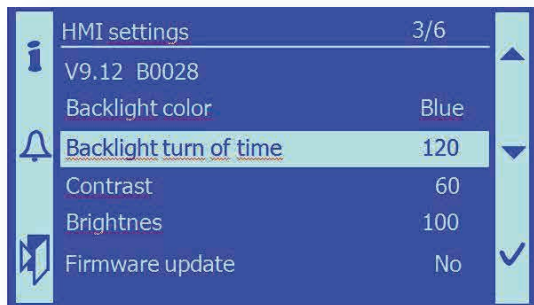 HMI settings 3/6
V9.12 B0028
Backlight color Blue
Backlight turn of time 120
Contrast 60
Brightnes 100
Firmware update No